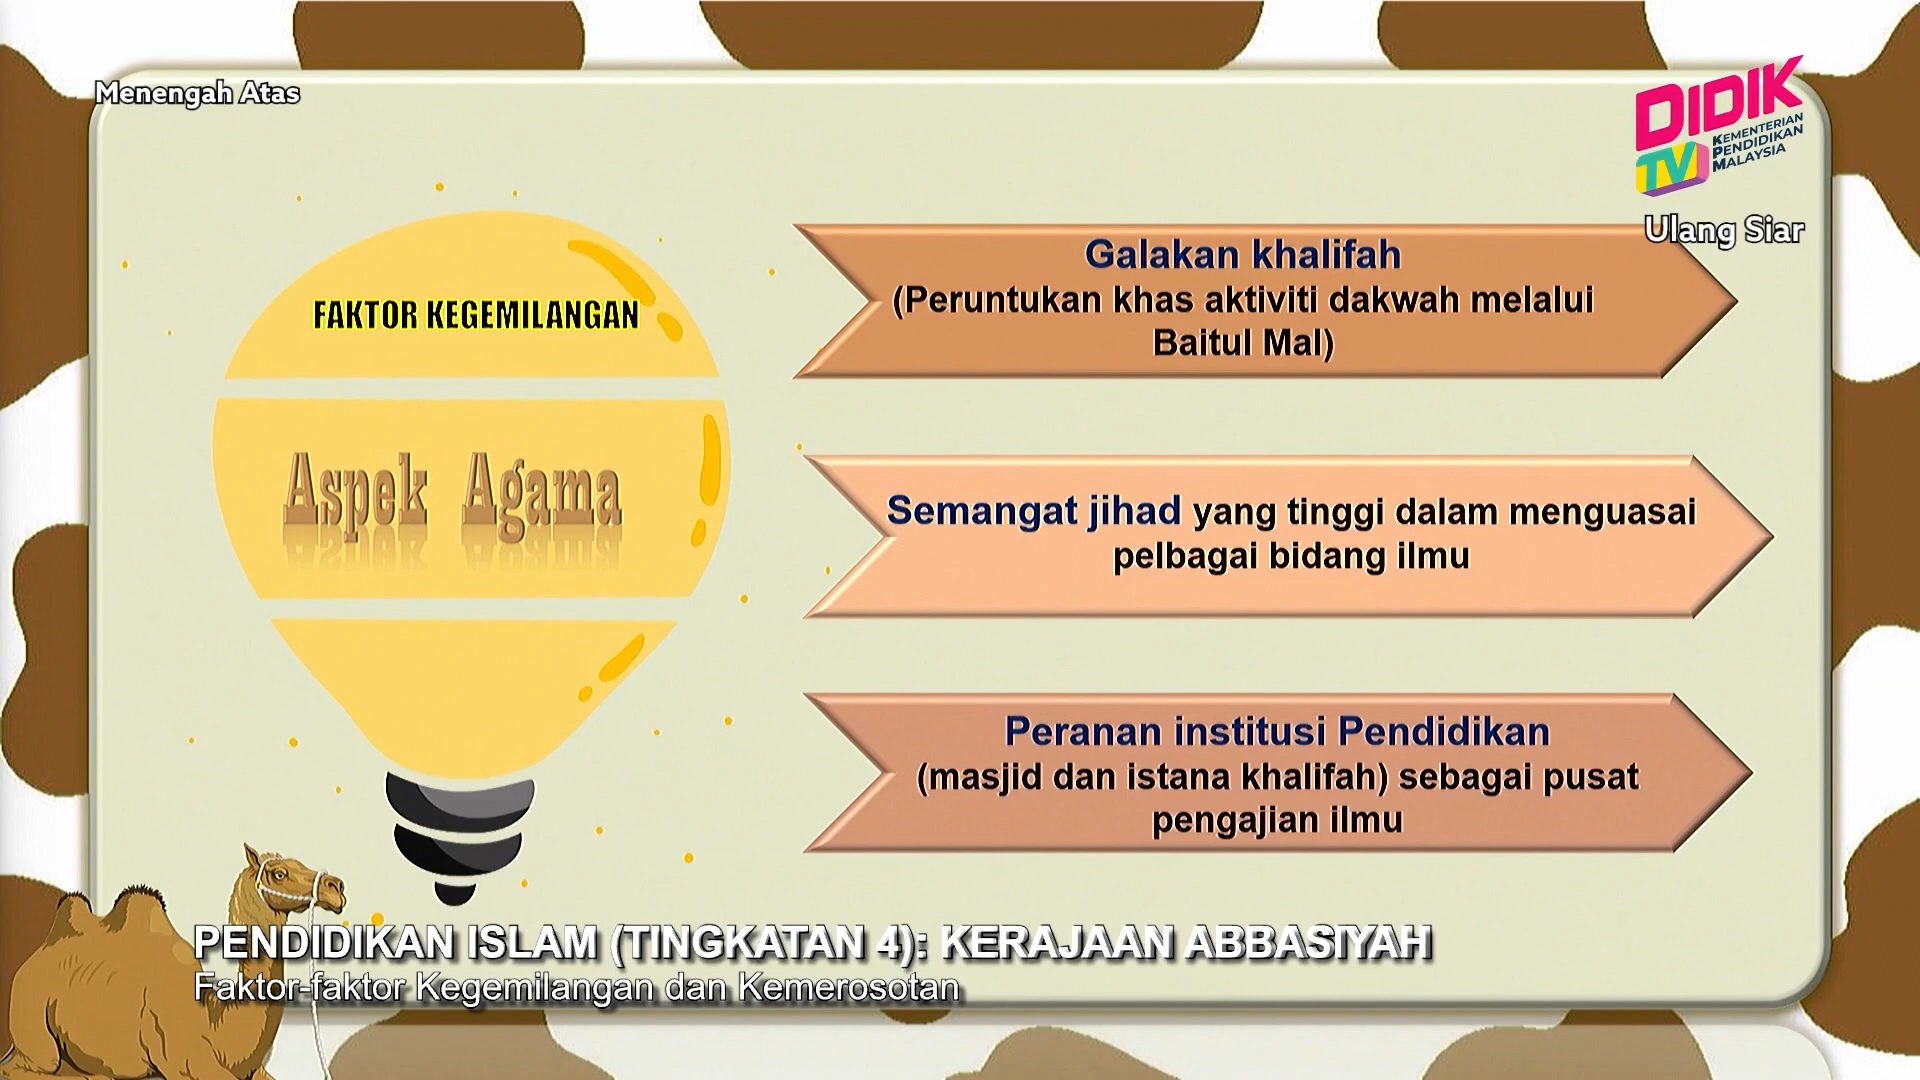 Menengah Atas
DIDIK
TV
KEMENTERIAN
PENDIDIKAN
MALAYSIA
Ulang Siar
FAKTOR KEGEMILANGAN
Aspek Agama
Galakan khalifah
(Peruntukan khas aktiviti dakwah melalui
Baitul Mal)
Semangat jihad yang tinggi dalam menguasai
pelbagai bidang ilmu
Peranan institusi Pendidikan
(masjid dan istana khalifah) sebagai pusat
pengajian ilmu
PENDIDIKAN ISLAM (TINGKATAN 4): KERAJAAN ABBASIYAH
Faktor-faktor Kegemilangan dan Kemerosotan